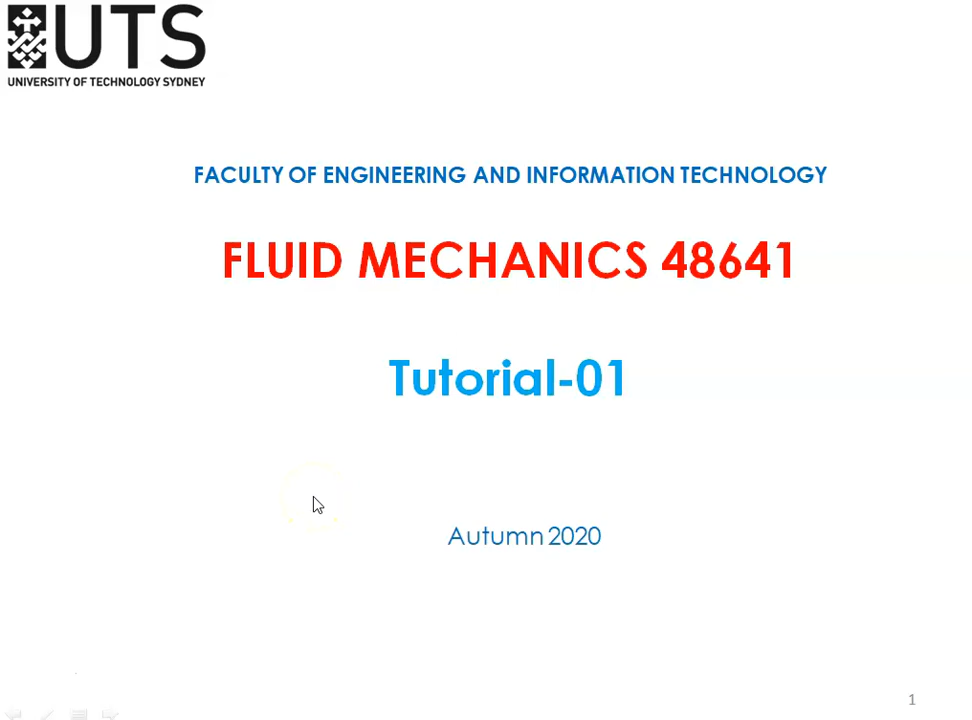 UTS
UNIVERSITY OF TECHNOLOGY SYDNEY
FACULTY OF ENGINEERING AND INFORMATION TECHNOLOGY
FLUID MECHANICS 48641
Tutorial-01
Autumn 2020
1